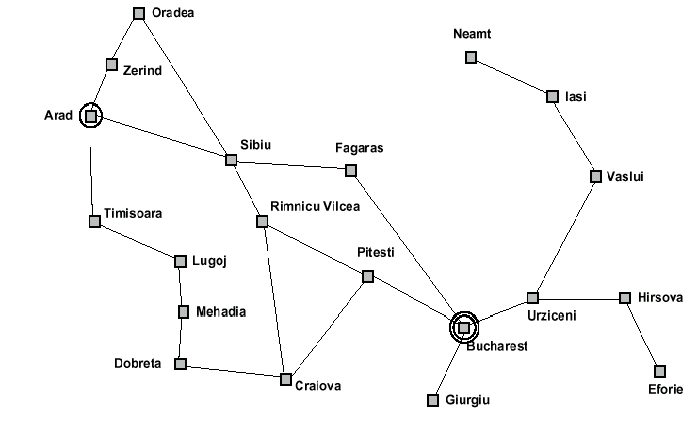 Oradea
Neamt
Zerind
Iasi
Arad
Sibiu
Fagaras
Vaslui
Rimnicu Vilcea
Timisoara
Pitesti
Lugoj
Hirsova
Mehadia
Urziceni
Bucharest
Dobreta
Craiova
Eforie
Giurgiu